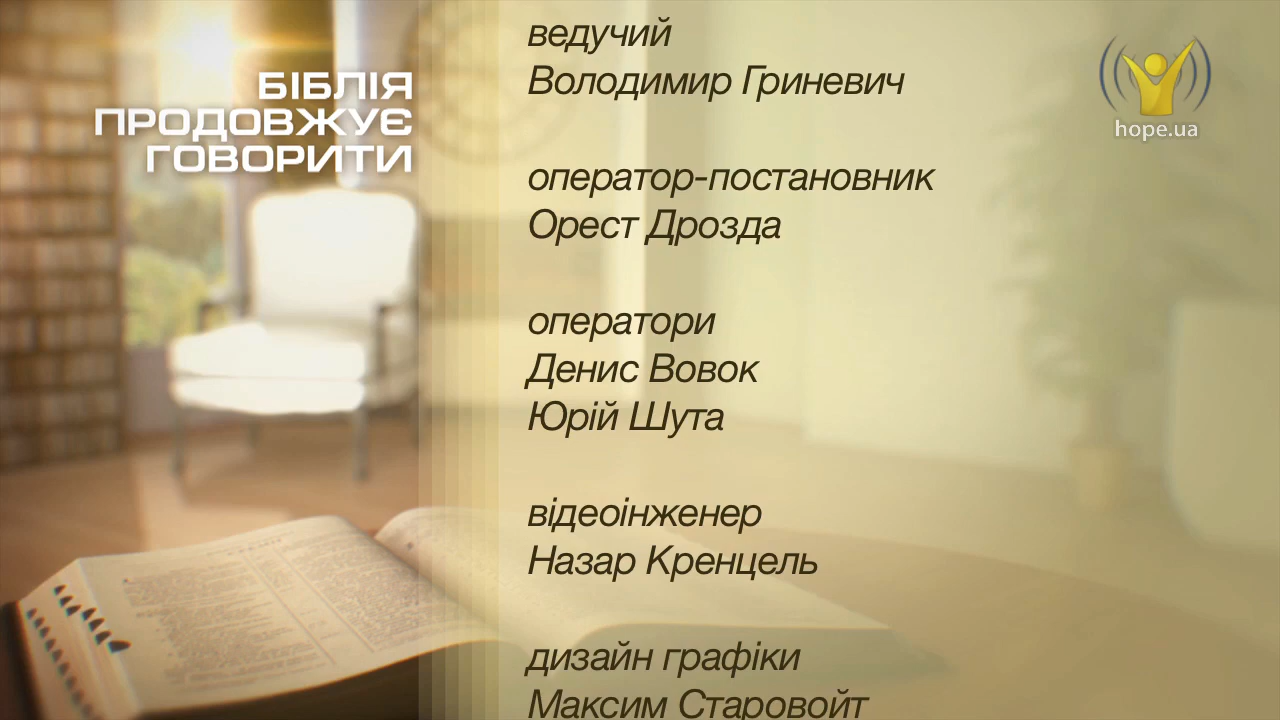 БІБЛІЯ
ПРОДОВЖУЄ
ГОВОРИТИ
ведучий
Володимир Гриневич
оператор-постановник
Орест Дрозда
оператори
Денис Вовок
Юрій Шута
відеоінженер
Назар Кренцель
дизайн графіки
Максим Старовойт
hope.ua